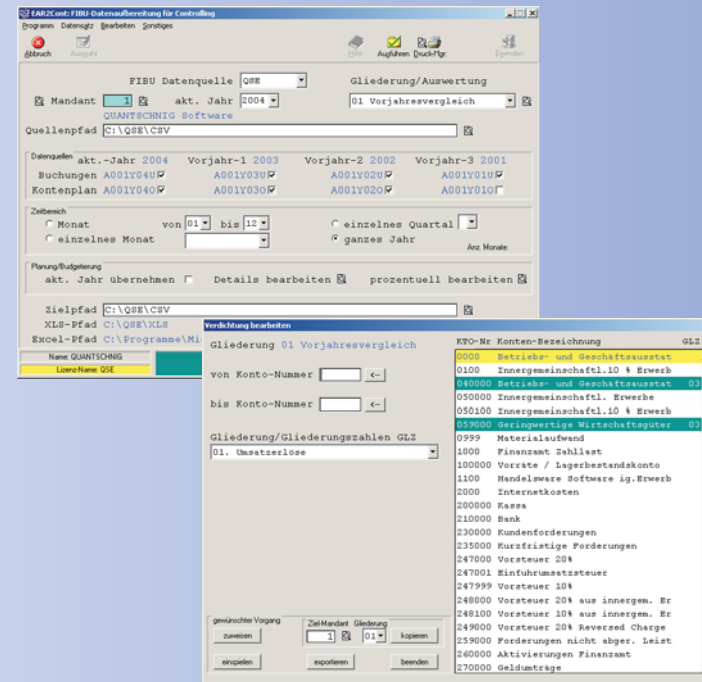 EAR2Cont: FIBU-Datenaufbereitung für Controlling
Programm Datensatz Bearbeiten Sonstiges
Abbruch Auswahl Hilfe Ausführen Druck-Mgr. Beenden
FIBU Datenquelle QSE Gliederung/Auswertung
Mandant 1 akt. Jahr 2004 01 Vorjahresvergleich
QUANTSCHNIG Software
Quellenpfad C:\QSE\CSV
Datenquellen akt.-Jahr 2004 Vorjahr-1 2003 Vorjahr-2 2002 Vorjahr-3 2001
Buchungen A001Y04U A001Y03U A001Y02U A001Y01U
Kontenplan A001Y04O A001Y03O A001Y02O A001Y01O
Zeitbereich
Monat von 01 bis 12 einzelnes Quartal
einzelnes Monat ganzes Jahr Anz. Monate:
Planung/Budgetierung
akt. Jahr übernehmen Details bearbeiten prozentuell bearbeiten
Zielpfad C:\QSE\CSV
XLS-Pfad C:\QSE\XLS
Excel-Pfad C:\Programme\Mi
Name: QUANTSCHNIG
Lizenz-Name: QSE
Verdichtung bearbeiten
Gliederung 01 Vorjahresvergleich
von Konto-Nummer <--
bis Konto-Nummer <--
Gliederung/Gliederungszahlen GLZ
01. Umsatzerlöse
gewünschter Vorgang Ziel-Mandant Gliederung
zuweisen 1 01 kopieren
einspielen exportieren beenden
KTO-Nr Konten-Bezeichnung GLZ
0000 Betriebs- und Geschäftsausstat
0100 Innergemeinschaftl.10 % Erwerb
040000 Betriebs- und Geschäftsausstat 03
050000 Innergemeinschaftl. Erwerbe
050100 Innergemeinschaftl.10 % Erwerb
059000 Geringwertige Wirtschaftsgüter 03
0999 Materialaufwand
1000 Finanzamt Zahllast
100000 Vorräte / Lagerbestandskonto
1100 Handelsware Software ig.Erwerb
2000 Internetkosten
200000 Kassa
210000 Bank
230000 Kundenforderungen
235000 Kurzfristige Forderungen
247000 Vorsteuer 20%
247001 Einfuhrumsatzsteuer
247999 Vorsteuer 10%
248000 Vorsteuer 20% aus innergem. Er
248100 Vorsteuer 10% aus innergem. Er
249000 Vorsteuer 20% Reversed Charge
259000 Forderungen nicht abger. Leist
260000 Aktivierungen Finanzamt
270000 Geldumträge